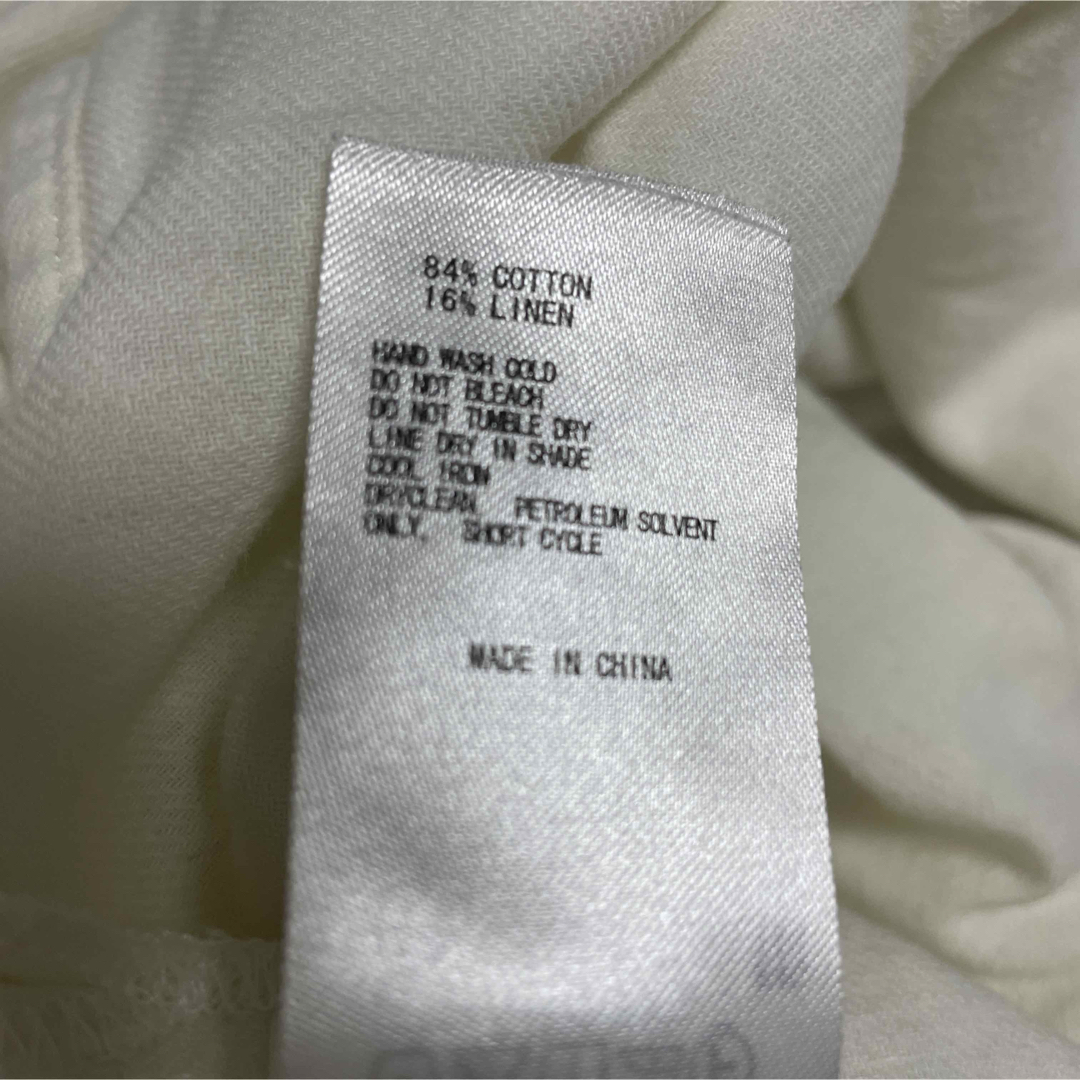 84% COTTON
16% LINEN
HAND WASH COLD
DO NOT BLEACH
DO NOT TUMBLE DRY
LINE DRY IN SHADE
COOL IRON
DRYCLEAN, PETROLEUM SOLVENT
ONLY. SHORT CYCLE
MADE IN CHINA